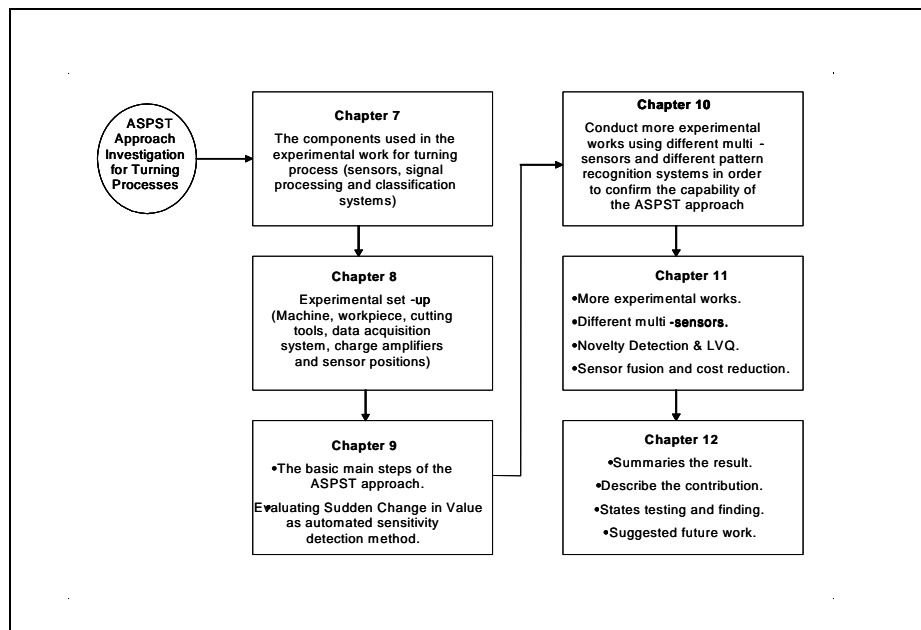 ASPST
Approach
Investigation
for Turning
Processes
Chapter 7
The components used in the
experimental work for turning
process (sensors, signal
processing and classification
systems)
Chapter 8
Experimental set -up
(Machine, workpiece, cutting
tools, data acquisition
system, charge amplifiers
and sensor positions)
Chapter 9
•The basic main steps of the
ASPST approach.
•Evaluating Sudden Change in Value
as automated sensitivity
detection method.
Chapter 10
Conduct more experimental
works using different multi -
sensors and different pattern
recognition systems in order
to confirm the capability of
the ASPST approach
Chapter 11
•More experimental works.
•Different multi -sensors.
•Novelty Detection & LVQ.
•Sensor fusion and cost reduction.
Chapter 12
•Summaries the result.
•Describe the contribution.
•States testing and finding.
•Suggested future work.